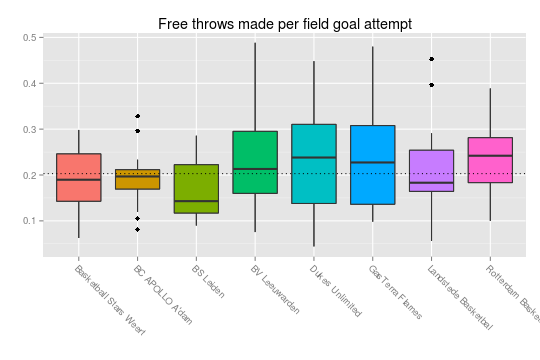 Free throws made per field goal attempt
0.5
0.4
0.3
0.2
0.1
Basketball Stars Weert
BC APOLLO A'dam
BS Leiden
BV Leeuwarden
Dukes Unlimited
GasTerra Flames
Landstede Basketbal
Rotterdam Basket